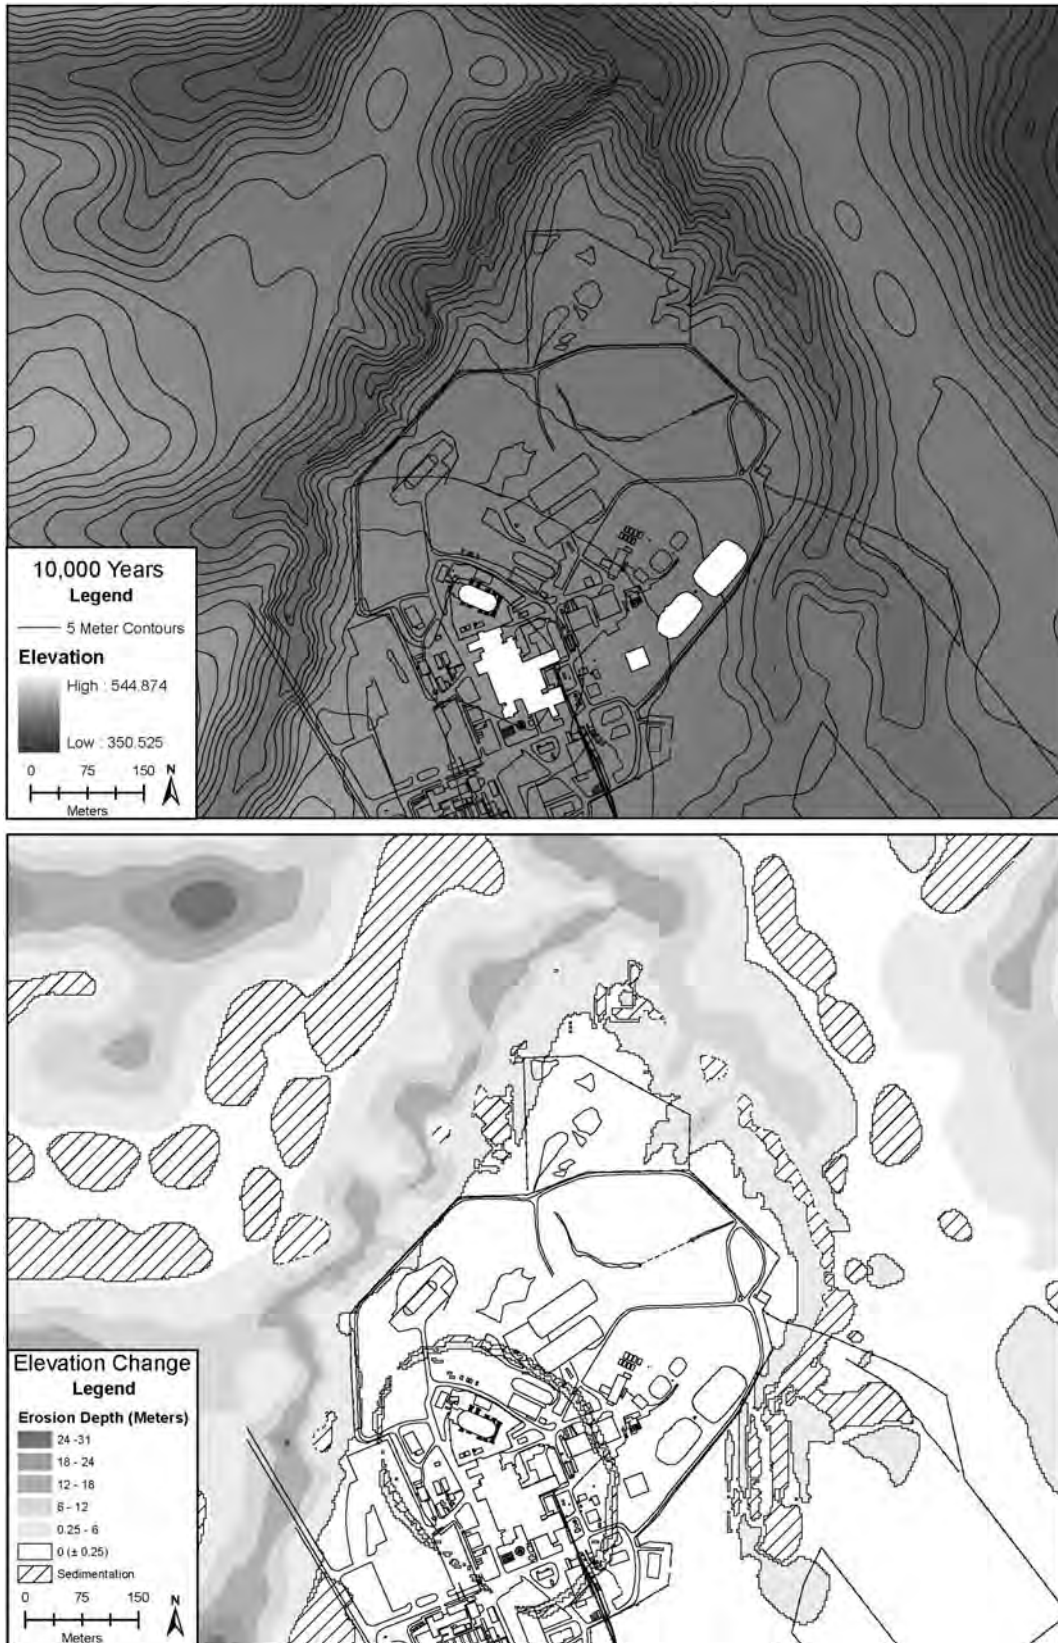 10,000 Years
Legend
5 Meter Contours
Elevation
High : 544.874
Low : 350.525
0 75 150 N
Meters
Elevation Change
Legend
Erosion Depth (Meters)
24 -31
18 - 24
12 - 18
6 - 12
0.25 - 6
0 (± 0.25)
Sedimentation
0 75 150 N
Meters